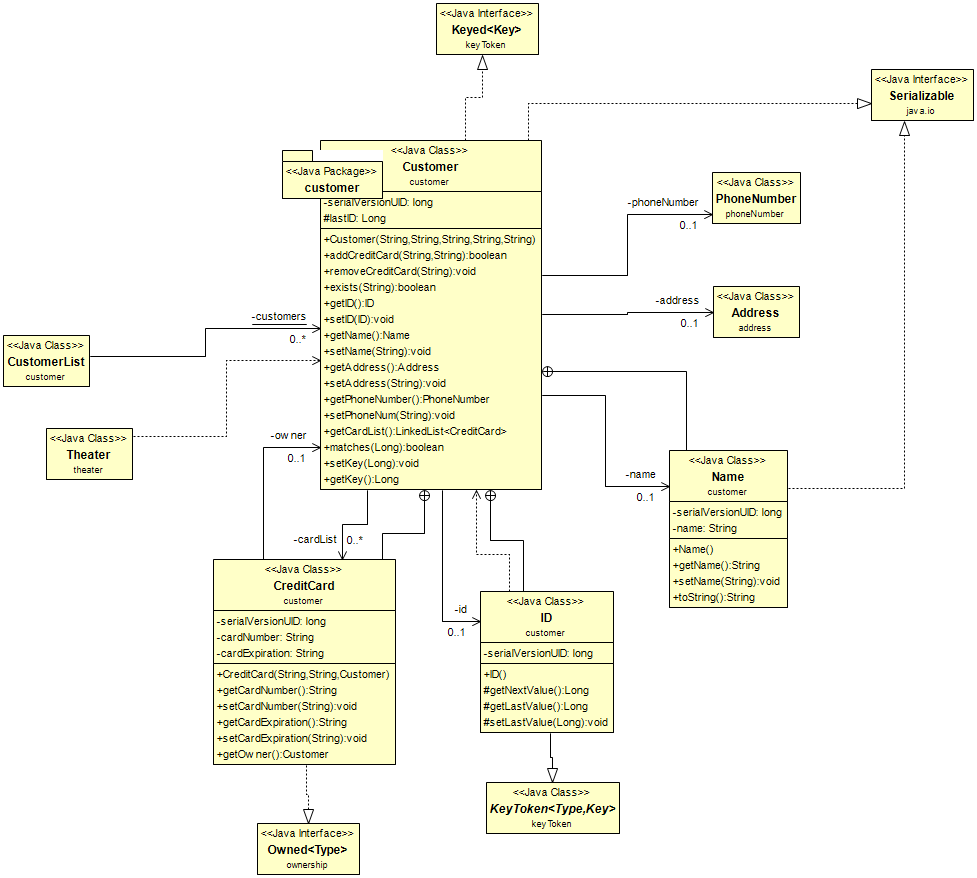 <<Java Interface>>
Keyed<Key>
keyToken
<<Java Interface>>
Serializable
java.io
<<Java Class>>
Customer
customer
<<Java Package>>
customer
-serialVersionUID: long
#lastID: Long
+Customer(String,String,String,String,String)
+addCreditCard(String,String):boolean
+removeCreditCard(String):void
+exists(String):boolean
+getID():ID
+setID(ID):void
+getName():Name
+setName(String):void
+getAddress():Address
+setAddress(String):void
+getPhoneNumber():PhoneNumber
+setPhoneNum(String):void
+getCardList():LinkedList<CreditCard>
+matches(Long):boolean
+setKey(Long):void
+getKey():Long
-phoneNumber
0..1
<<Java Class>>
PhoneNumber
phoneNumber
-address
0..1
<<Java Class>>
Address
address
-customers
0..*
<<Java Class>>
CustomerList
customer
<<Java Class>>
Theater
theater
-owner
0..1
-name
0..1
<<Java Class>>
Name
customer
-serialVersionUID: long
-name: String
+Name()
+getName():String
+setName(String):void
+toString():String
-cardList
0..*
<<Java Class>>
CreditCard
customer
-serialVersionUID: long
-cardNumber: String
-cardExpiration: String
+CreditCard(String,String,Customer)
+getCardNumber():String
+setCardNumber(String):void
+getCardExpiration():String
+setCardExpiration(String):void
+getOwner():Customer
-id
0..1
<<Java Class>>
ID
customer
-serialVersionUID: long
+ID()
#getNextValue():Long
#getLastValue():Long
#setLastValue(Long):void
<<Java Class>>
KeyToken<Type,Key>
keyToken
<<Java Interface>>
Owned<Type>
ownership